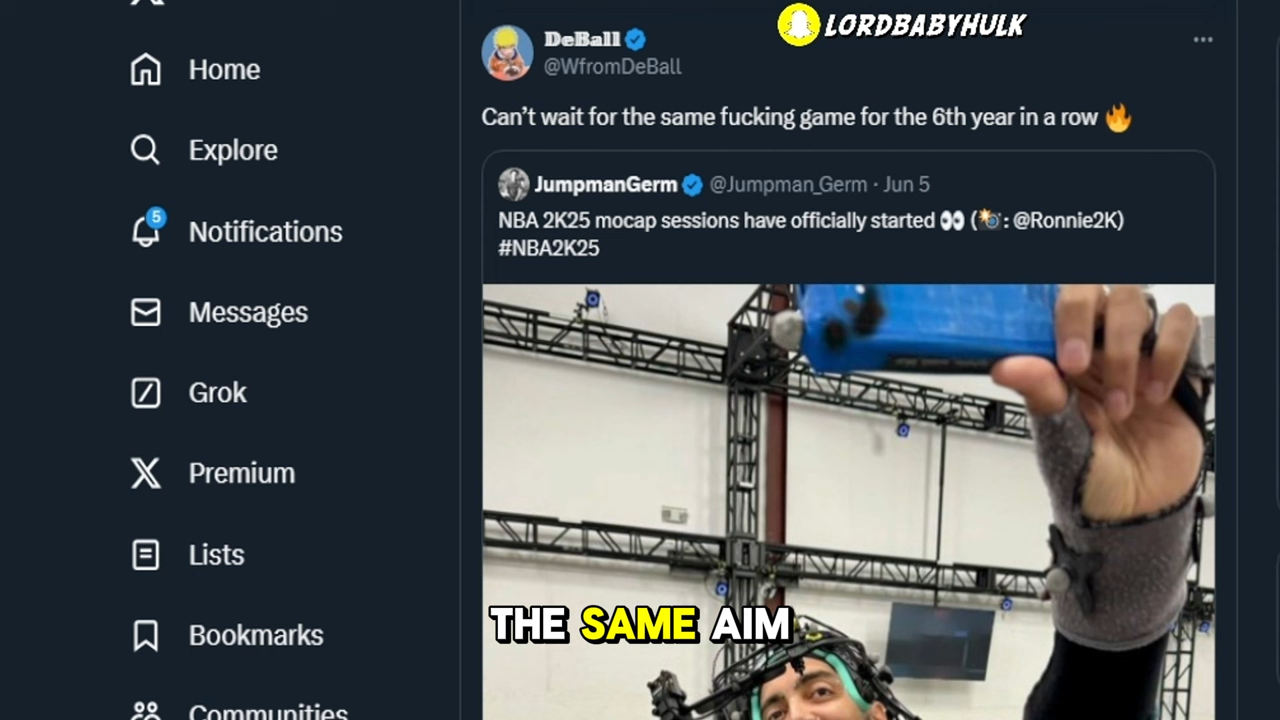 LORDBABYHULK
DeBall
@WfromDeBall
Can't wait for the same fucking game for the 6th year in a row 🔥
JumpmanGerm @Jumpman_Germ · Jun 5
NBA 2K25 mocap sessions have officially started 👀 (📸: @Ronnie2K)
#NBA2K25
Home
Explore
5
Notifications
Messages
Grok
Premium
Lists
Bookmarks
Communities
THE SAME AIM